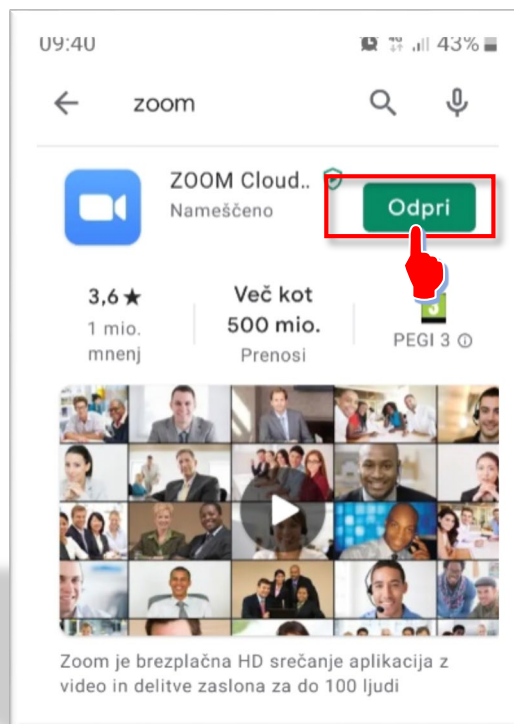 09:40 43%
zoom
ZOOM Cloud..
Nameščeno
Odpri
3,6 ★
1 mio.
mnenj
Več kot
500 mio.
Prenosi
3
PEGI 3
Zoom je brezplačna HD srečanje aplikacija z
video in delitve zaslona za do 100 ljudi